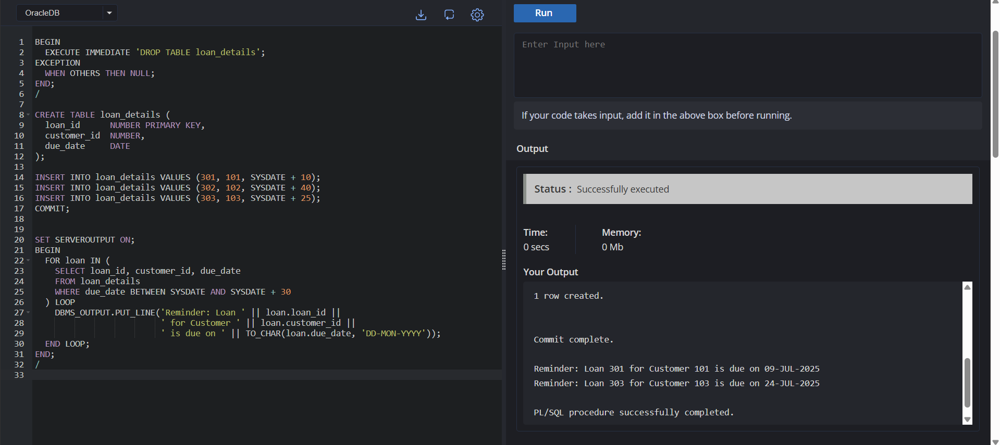 OracleDB
1 BEGIN
2   EXECUTE IMMEDIATE 'DROP TABLE loan_details';
3 EXCEPTION
4   WHEN OTHERS THEN NULL;
5 END;
6 /
7
8 CREATE TABLE loan_details (
9   loan_id      NUMBER PRIMARY KEY,
10   customer_id  NUMBER,
11   due_date     DATE
12 );
13
14 INSERT INTO loan_details VALUES (301, 101, SYSDATE + 10);
15 INSERT INTO loan_details VALUES (302, 102, SYSDATE + 40);
16 INSERT INTO loan_details VALUES (303, 103, SYSDATE + 25);
17 COMMIT;
18
19
20 SET SERVEROUTPUT ON;
21 BEGIN
22   FOR loan IN (
23     SELECT loan_id, customer_id, due_date
24     FROM loan_details
25     WHERE due_date BETWEEN SYSDATE AND SYSDATE + 30
26   ) LOOP
27     DBMS_OUTPUT.PUT_LINE('Reminder: Loan ' || loan.loan_id ||
28                          ' for Customer ' || loan.customer_id ||
29                          ' is due on ' || TO_CHAR(loan.due_date, 'DD-MON-YYYY'));
30   END LOOP;
31 END;
32 /
33
Run
Enter Input here
If your code takes input, add it in the above box before running.
Output
Status : Successfully executed
Time: Memory:
0 secs 0 Mb
Your Output
1 row created.
Commit complete.
Reminder: Loan 301 for Customer 101 is due on 09-JUL-2025
Reminder: Loan 303 for Customer 103 is due on 24-JUL-2025
PL/SQL procedure successfully completed.